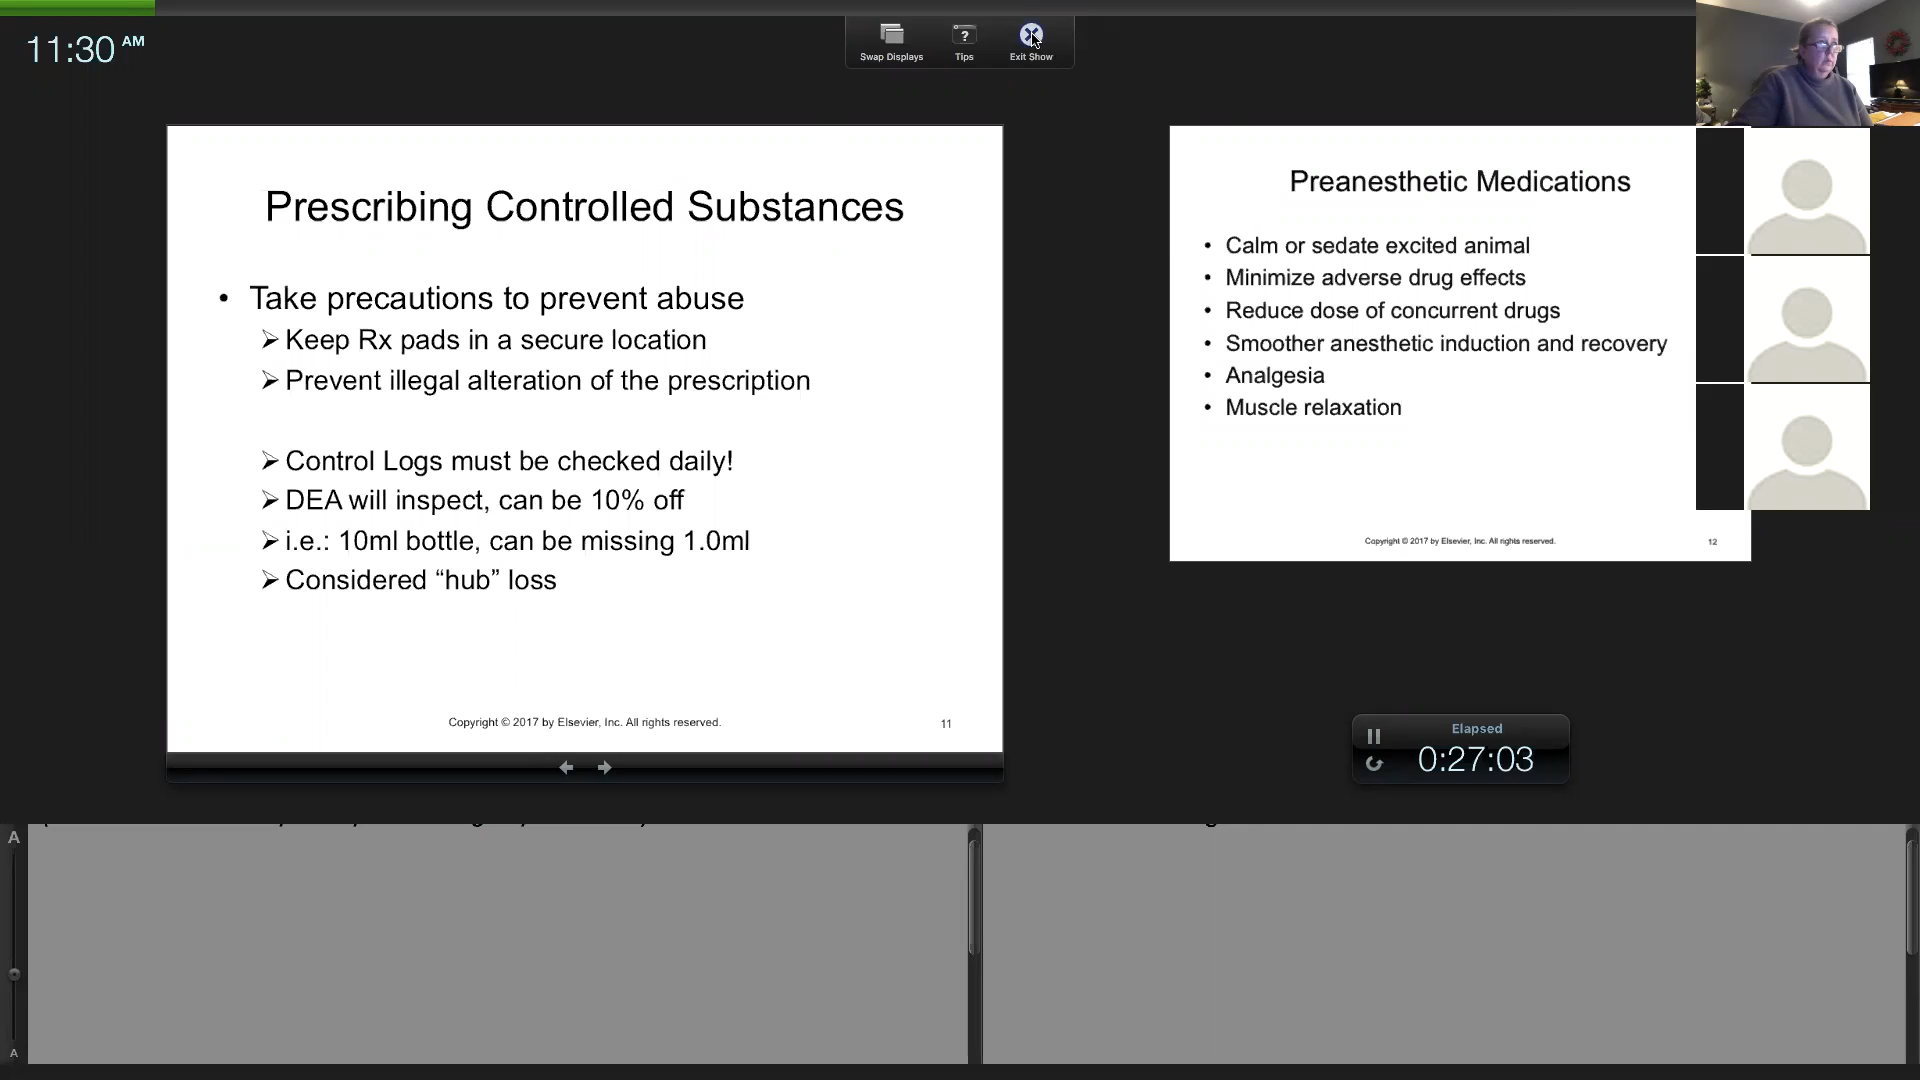 11:30 AM
Swap Displays
Tips
Exit Show
Prescribing Controlled Substances
• Take precautions to prevent abuse
➢ Keep Rx pads in a secure location
➢ Prevent illegal alteration of the prescription
➢ Control Logs must be checked daily!
➢ DEA will inspect, can be 10% off
➢ i.e.: 10ml bottle, can be missing 1.0ml
➢ Considered “hub” loss
Copyright © 2017 by Elsevier, Inc. All rights reserved.
11
Preanesthetic Medications
• Calm or sedate excited animal
• Minimize adverse drug effects
• Reduce dose of concurrent drugs
• Smoother anesthetic induction and recovery
• Analgesia
• Muscle relaxation
Copyright © 2017 by Elsevier, Inc. All rights reserved.
12
Elapsed
0:27:03
A
A